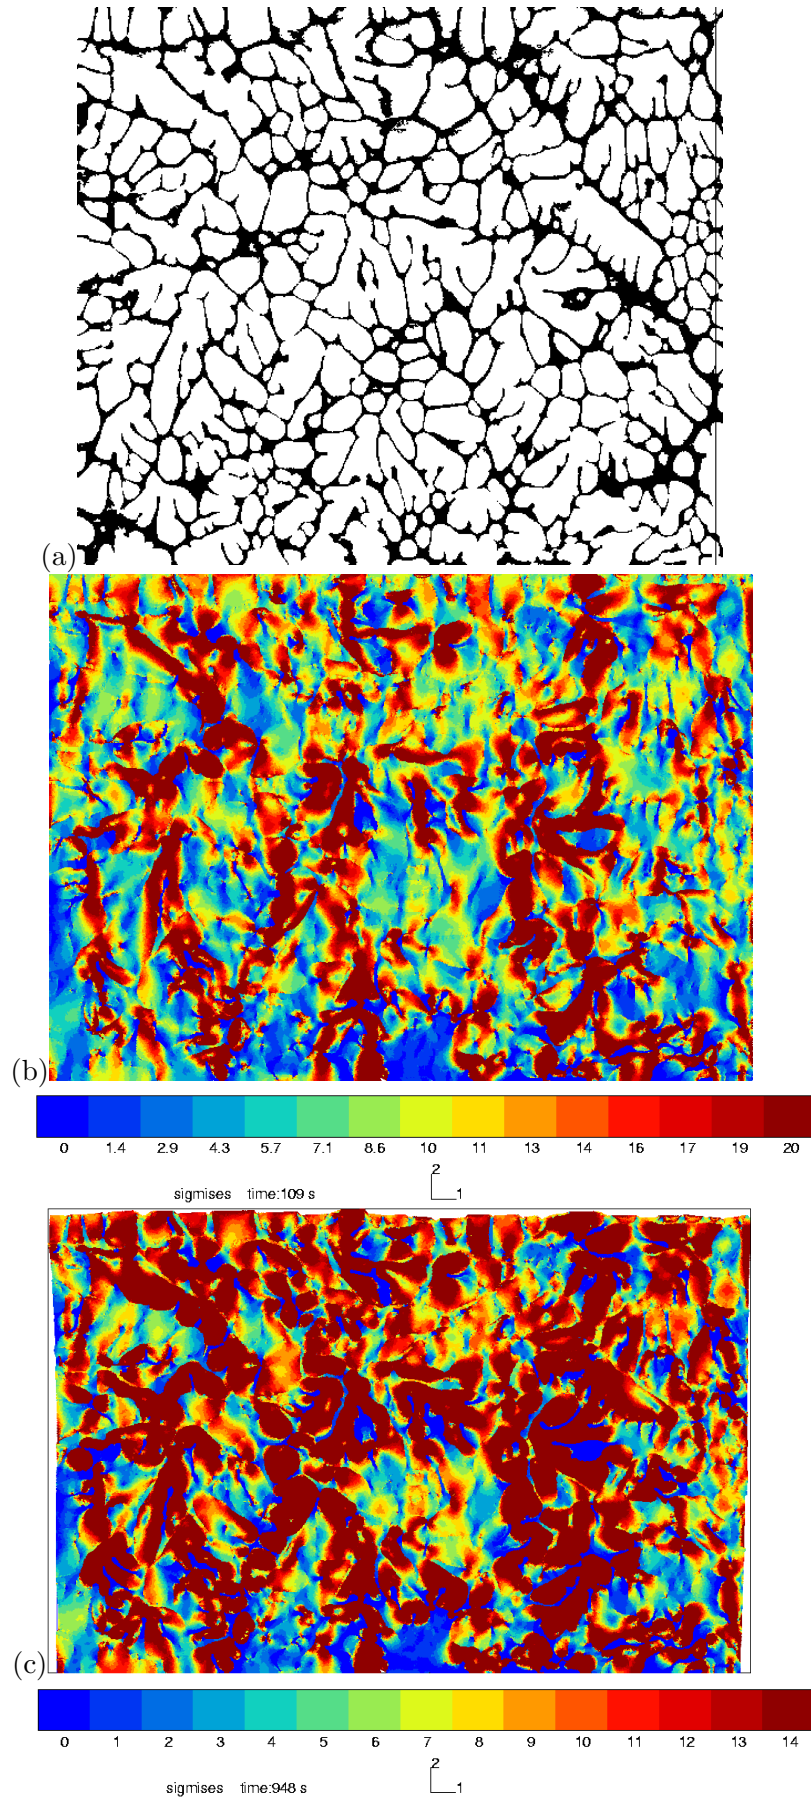 (a)
(b)
0 1.4 2.9 4.3 5.7 7.1 8.6 10 11 13 14 16 17 19 20
2
1
sigmises time:109 s
(c)
0 1 2 3 4 5 6 7 8 9 10 11 12 13 14
2
1
sigmises time:948 s